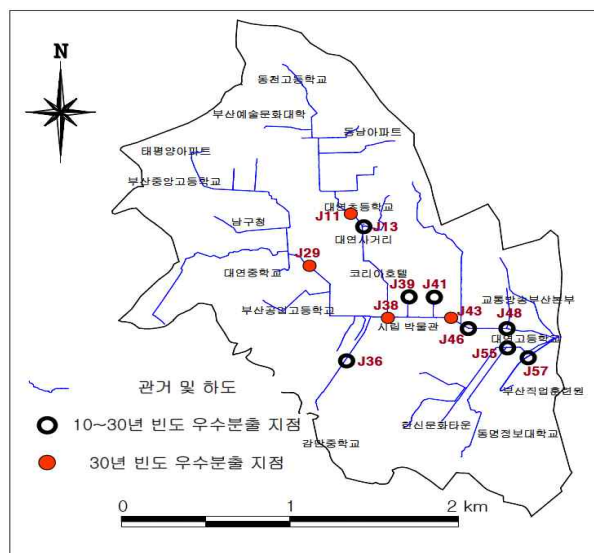 N
동천고등학교
부산예술문화대학
동남아파트
태평양아파트
부산중앙고등학교
대연초등학교
J11
J13
남구청
대연사거리
J29
대연중학교
코리아호텔
J39
J41
교통방송부산본부
부산공업고등학교
J38
J43
J48
시립 박물관
J46
대연고등학교
J55
J36
J57
부산직업훈련원
관거 및 하도
10~30년 빈도 우수분출 지점
문화타운
동명정보대학교
감만중학교
30년 빈도 우수분출 지점
0
1
2 km